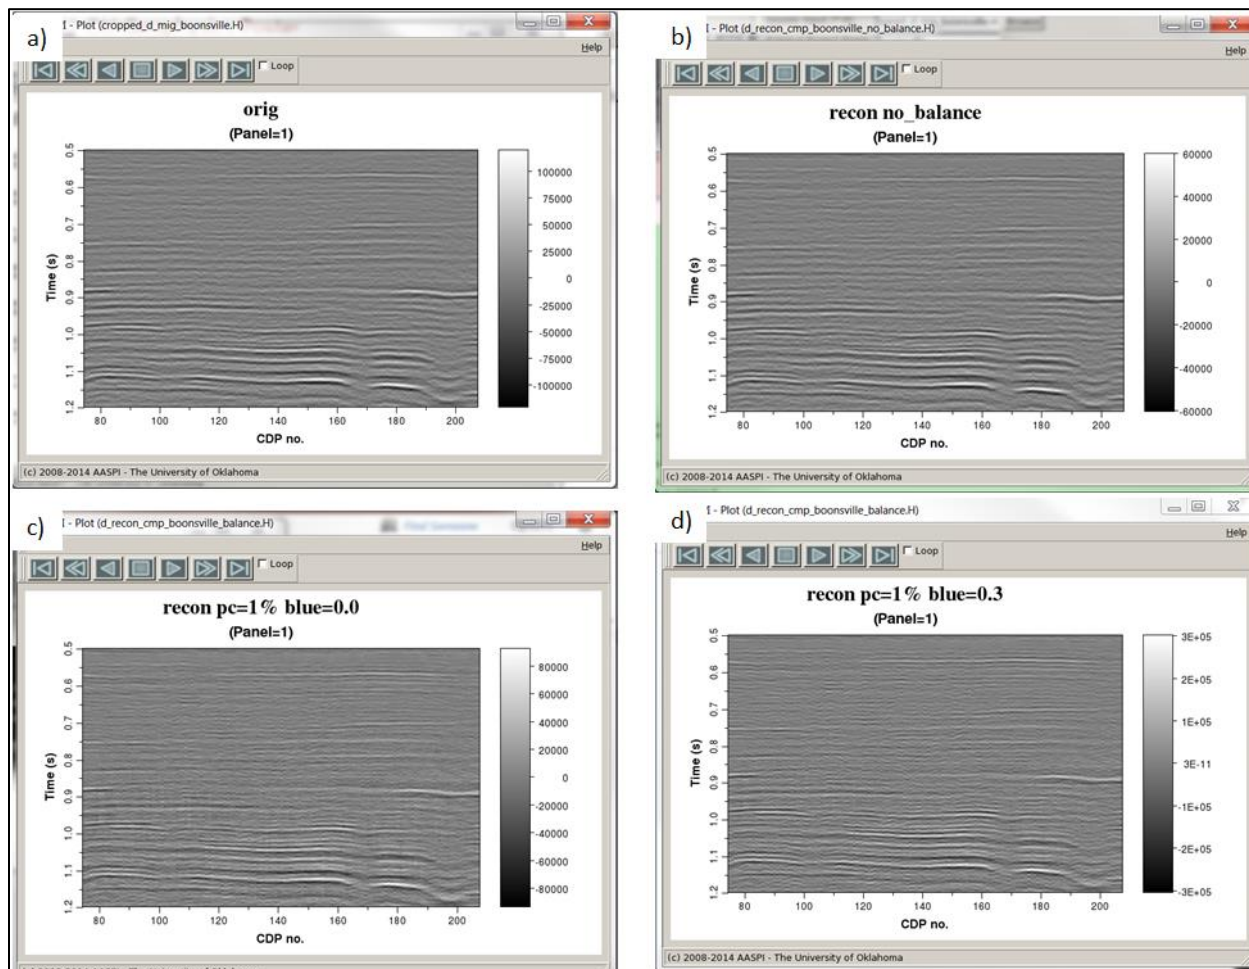 a)
I - Plot (cropped_d_mig_boonsville.H)
Help
Loop
orig
(Panel=1)
0.5
0.6
0.7
0.8
0.9
1.0
1.1
1.2
Time (s)
80 100 120 140 160 180 200
CDP no.
100000
75000
50000
25000
0
-25000
-50000
-75000
-100000
(c) 2008-2014 AASPI - The University of Oklahoma
b)
I - Plot (d_recon_cmp_boonsville_no_balance.H)
Help
Loop
recon no_balance
(Panel=1)
0.5
0.6
0.7
0.8
0.9
1.0
1.1
1.2
Time (s)
80 100 120 140 160 180 200
CDP no.
60000
40000
20000
0
-20000
-40000
-60000
(c) 2008-2014 AASPI - The University of Oklahoma
c)
I - Plot (d_recon_cmp_boonsville_balance.H)
Help
Loop
recon pc=1% blue=0.0
(Panel=1)
0.5
0.6
0.7
0.8
0.9
1.0
1.1
1.2
Time (s)
80 100 120 140 160 180 200
CDP no.
80000
60000
40000
20000
0
-20000
-40000
-60000
-80000
d)
I - Plot (d_recon_cmp_boonsville_balance.H)
Help
Loop
recon pc=1% blue=0.3
(Panel=1)
0.5
0.6
0.7
0.8
0.9
1.0
1.1
1.2
Time (s)
80 100 120 140 160 180 200
CDP no.
3E+05
2E+05
1E+05
3E-11
-1E+05
-2E+05
-3E+05
(c) 2008-2014 AASPI - The University of Oklahoma